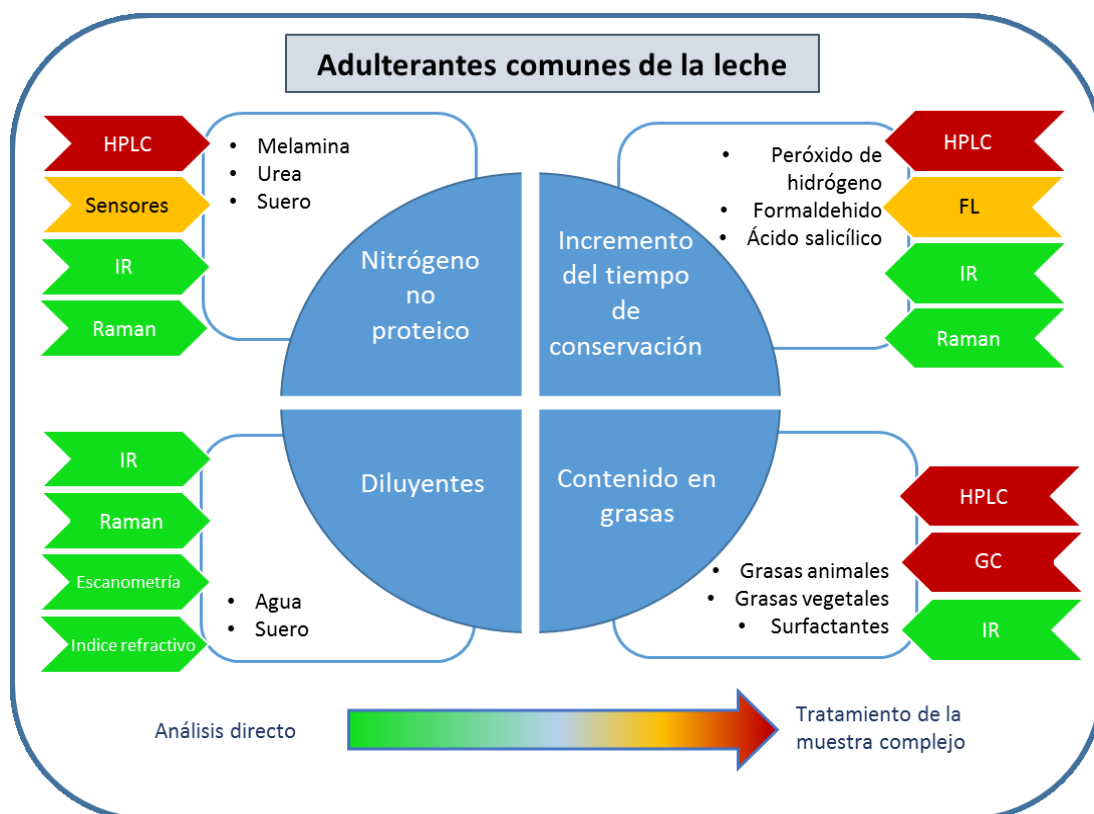 Adulterantes comunes de la leche
HPLC
Sensores
IR
Raman
• Melamina
• Urea
• Suero
Nitrógeno
no
proteico
Incremento
del tiempo
de
conservación
• Peróxido de
hidrógeno
• Formaldehido
• Ácido salicílico
HPLC
FL
IR
Raman
IR
Raman
Escanometría
Indice refractivo
• Agua
• Suero
Diluyentes
Contenido en
grasas
• Grasas animales
• Grasas vegetales
• Surfactantes
HPLC
GC
IR
Análisis directo
Tratamiento de la
muestra complejo